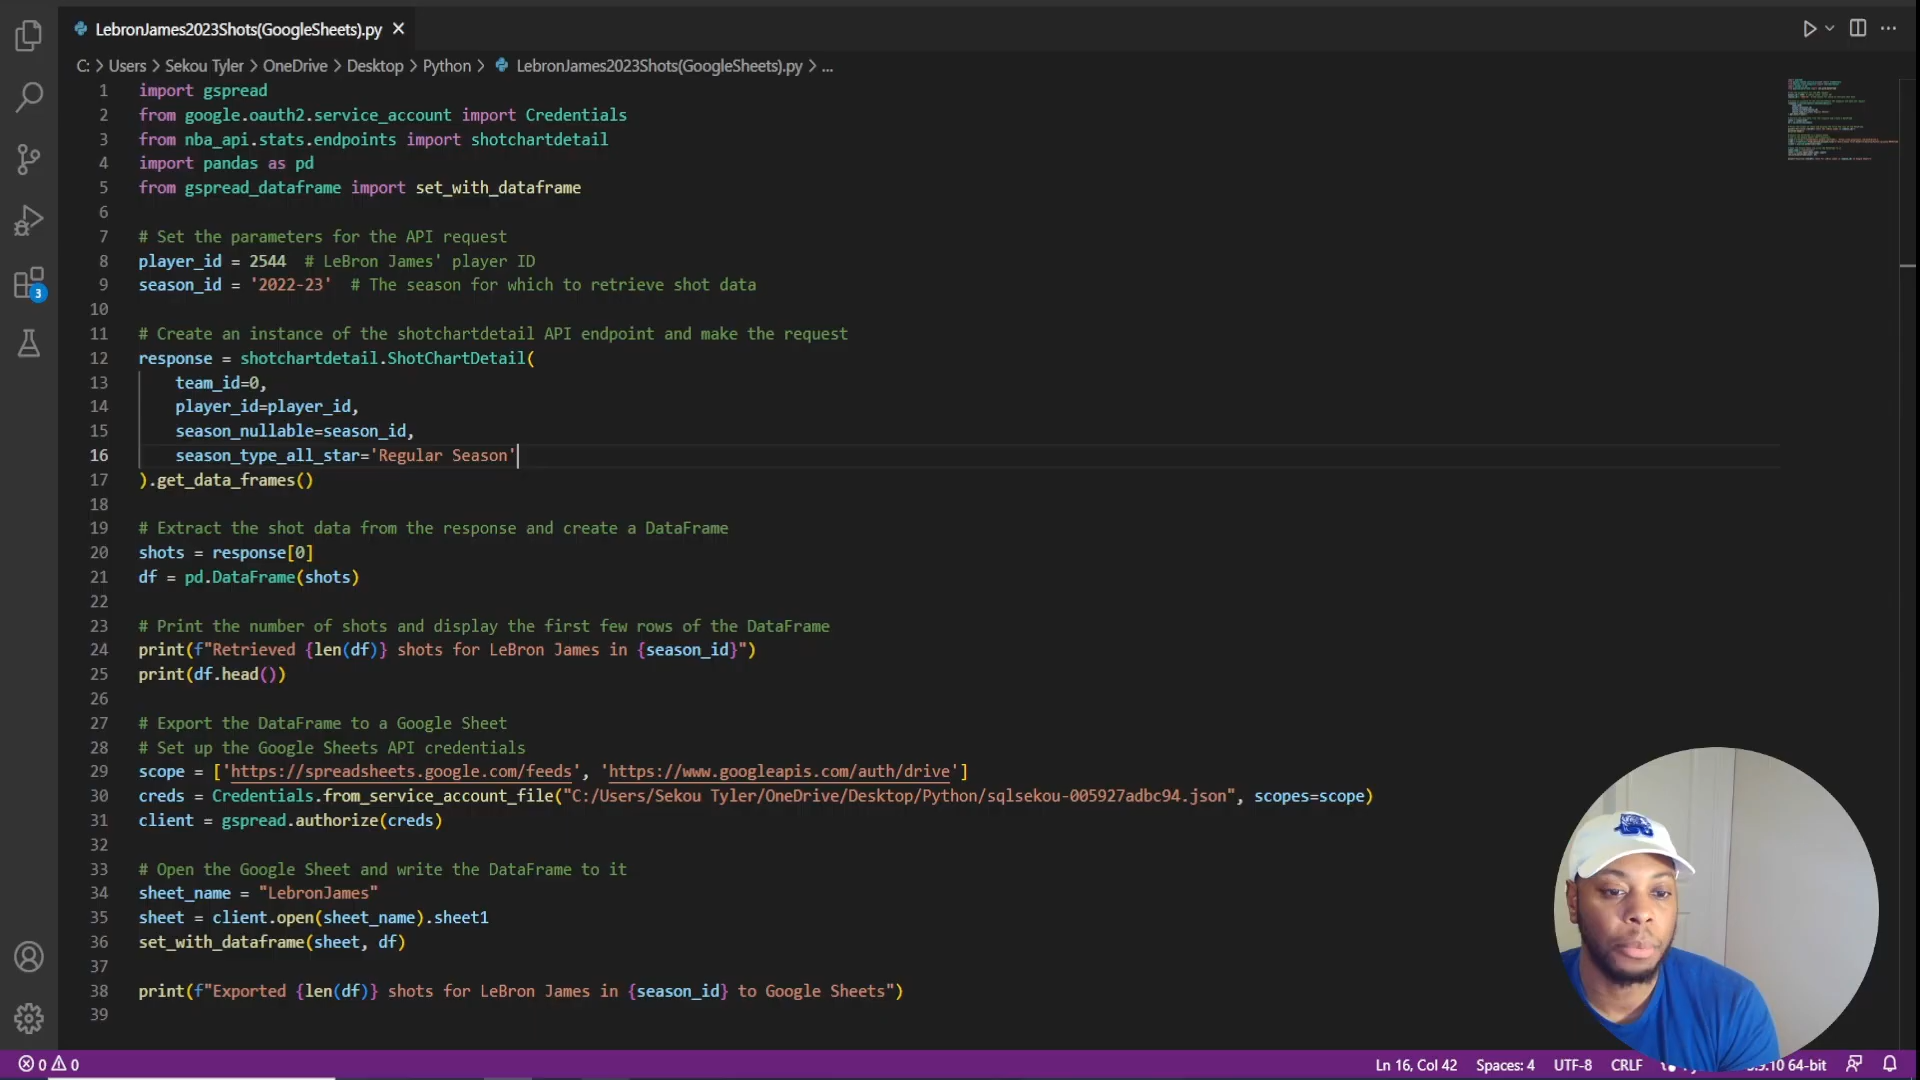 LebronJames2023Shots(GoogleSheets).py
C: > Users > Sekou Tyler > OneDrive > Desktop > Python > LebronJames2023Shots(GoogleSheets).py > ...
1 import gspread
2 from google.oauth2.service_account import Credentials
3 from nba_api.stats.endpoints import shotchartdetail
4 import pandas as pd
5 from gspread_dataframe import set_with_dataframe
6
7 # Set the parameters for the API request
8 player_id = 2544  # LeBron James' player ID
9 season_id = '2022-23'  # The season for which to retrieve shot data
10
11 # Create an instance of the shotchartdetail API endpoint and make the request
12 response = shotchartdetail.ShotChartDetail(
13     team_id=0,
14     player_id=player_id,
15     season_nullable=season_id,
16     season_type_all_star='Regular Season'
17 ).get_data_frames()
18
19 # Extract the shot data from the response and create a DataFrame
20 shots = response[0]
21 df = pd.DataFrame(shots)
22
23 # Print the number of shots and display the first few rows of the DataFrame
24 print(f"Retrieved {len(df)} shots for LeBron James in {season_id}")
25 print(df.head())
26
27 # Export the DataFrame to a Google Sheet
28 # Set up the Google Sheets API credentials
29 scope = ['https://spreadsheets.google.com/feeds', 'https://www.googleapis.com/auth/drive']
30 creds = Credentials.from_service_account_file("C:/Users/Sekou Tyler/OneDrive/Desktop/Python/sqlsekou-005927adbc94.json", scopes=scope)
31 client = gspread.authorize(creds)
32
33 # Open the Google Sheet and write the DataFrame to it
34 sheet_name = "LebronJames"
35 sheet = client.open(sheet_name).sheet1
36 set_with_dataframe(sheet, df)
37
38 print(f"Exported {len(df)} shots for LeBron James in {season_id} to Google Sheets")
39
3
0 0 Ln 16, Col 42 Spaces: 4 UTF-8 CRLF 64-bit